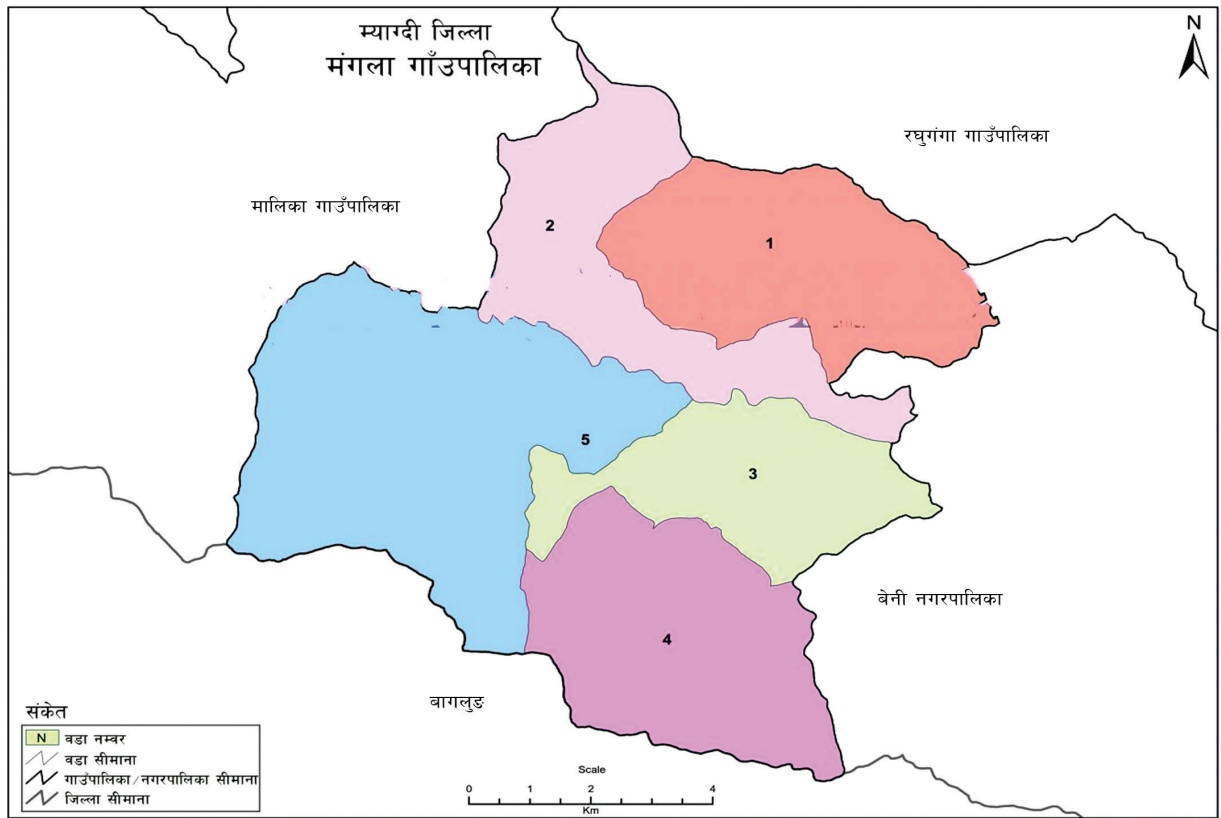 म्याग्दी जिल्ला
मंगला गाँउपालिका
N
रघुगंगा गाउँपालिका
मालिका गाउँपालिका
2
1
5
3
बेनी नगरपालिका
4
बागलुङ
संकेत
N वडा नम्बर
वडा सीमाना
गाउँपालिका/नगरपालिका सीमाना
जिल्ला सीमाना
Scale
0 1 2 4
Km